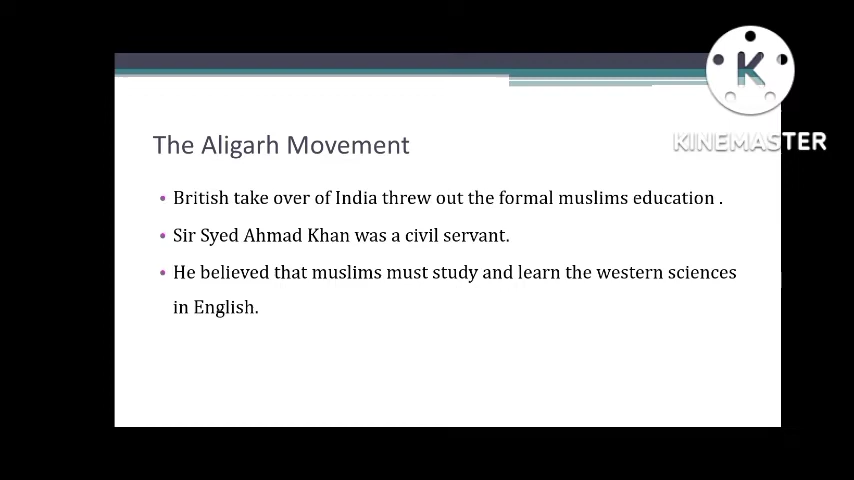 K
KINEMASTER
The Aligarh Movement
• British take over of India threw out the formal muslims education .
• Sir Syed Ahmad Khan was a civil servant.
• He believed that muslims must study and learn the western sciences
in English.